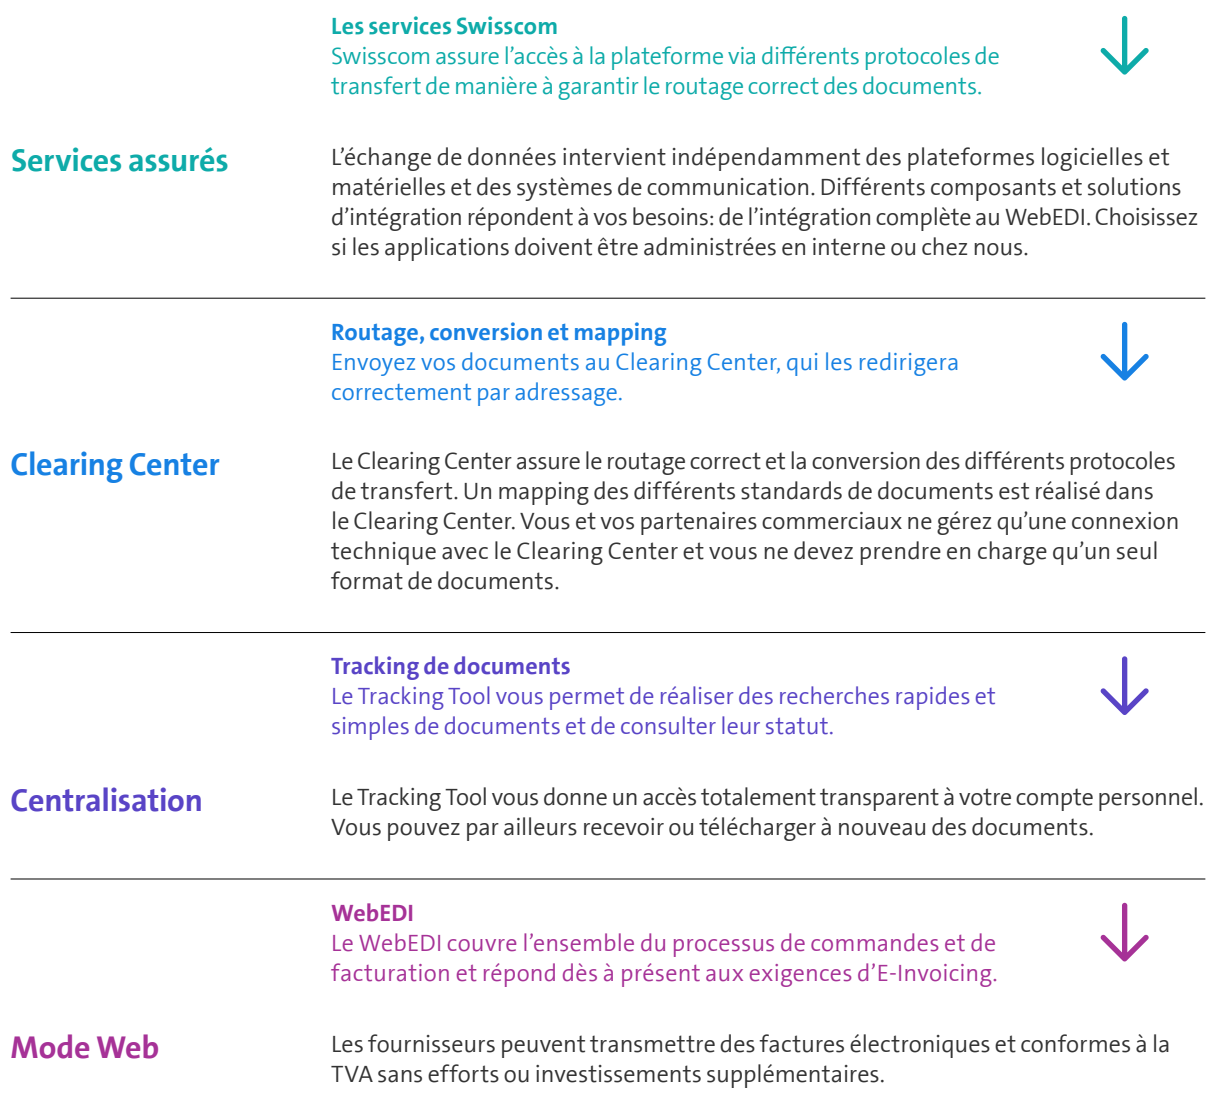 Les services Swisscom
Swisscom assure l’accès à la plateforme via différents protocoles de
transfert de manière à garantir le routage correct des documents.
Services assurés
L’échange de données intervient indépendamment des plateformes logicielles et
matérielles et des systèmes de communication. Différents composants et solutions
d’intégration répondent à vos besoins: de l’intégration complète au WebEDI. Choisissez
si les applications doivent être administrées en interne ou chez nous.
Routage, conversion et mapping
Envoyez vos documents au Clearing Center, qui les redirigera
correctement par adressage.
Clearing Center
Le Clearing Center assure le routage correct et la conversion des différents protocoles
de transfert. Un mapping des différents standards de documents est réalisé dans
le Clearing Center. Vous et vos partenaires commerciaux ne gérez qu’une connexion
technique avec le Clearing Center et vous ne devez prendre en charge qu’un seul
format de documents.
Tracking de documents
Le Tracking Tool vous permet de réaliser des recherches rapides et
simples de documents et de consulter leur statut.
Centralisation
Le Tracking Tool vous donne un accès totalement transparent à votre compte personnel.
Vous pouvez par ailleurs recevoir ou télécharger à nouveau des documents.
WebEDI
Le WebEDI couvre l’ensemble du processus de commandes et de
facturation et répond dès à présent aux exigences d’E-Invoicing.
Mode Web
Les fournisseurs peuvent transmettre des factures électroniques et conformes à la
TVA sans efforts ou investissements supplémentaires.